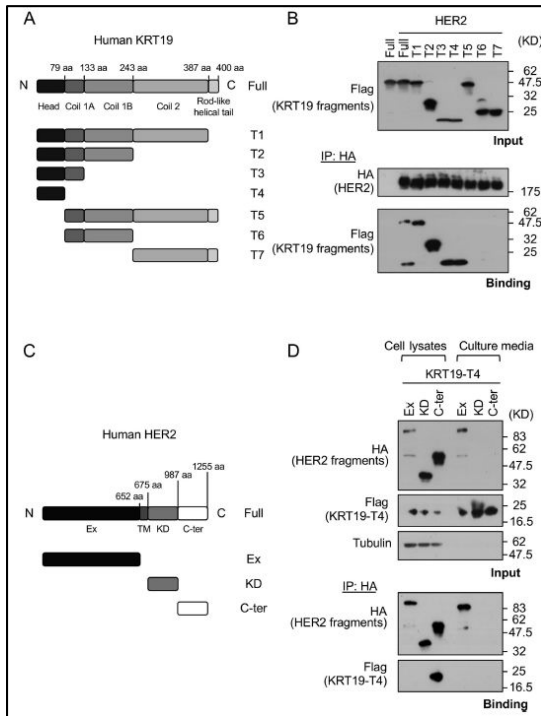 A
Human KRT19
79 aa 133 aa 243 aa 387 aa 400 aa
N C Full
Head Coil 1A Coil 1B Coil 2 Rod-like
helical tail
T1
T2
T3
T4
T5
T6
T7
B
HER2
Full Full T1 T2 T3 T4 T5 T6 T7 (KD)
Flag
(KRT19 fragments)
62
47.5
32
25
Input
IP: HA
HA
(HER2)
175
Flag
(KRT19 fragments)
62
47.5
32
25
Binding
C
Human HER2
652 aa 675 aa 987 aa 1255 aa
N C Full
Ex TM KD C-ter
Ex
KD
C-ter
D
Cell lysates Culture media
KRT19-T4
Ex KD C-ter Ex KD C-ter (KD)
HA
(HER2 fragments)
83
62
47.5
32
Flag
(KRT19-T4)
25
16.5
Tubulin
62
47.5
Input
IP: HA
HA
(HER2 fragments)
83
62
47.5
32
Flag
(KRT19-T4)
25
16.5
Binding